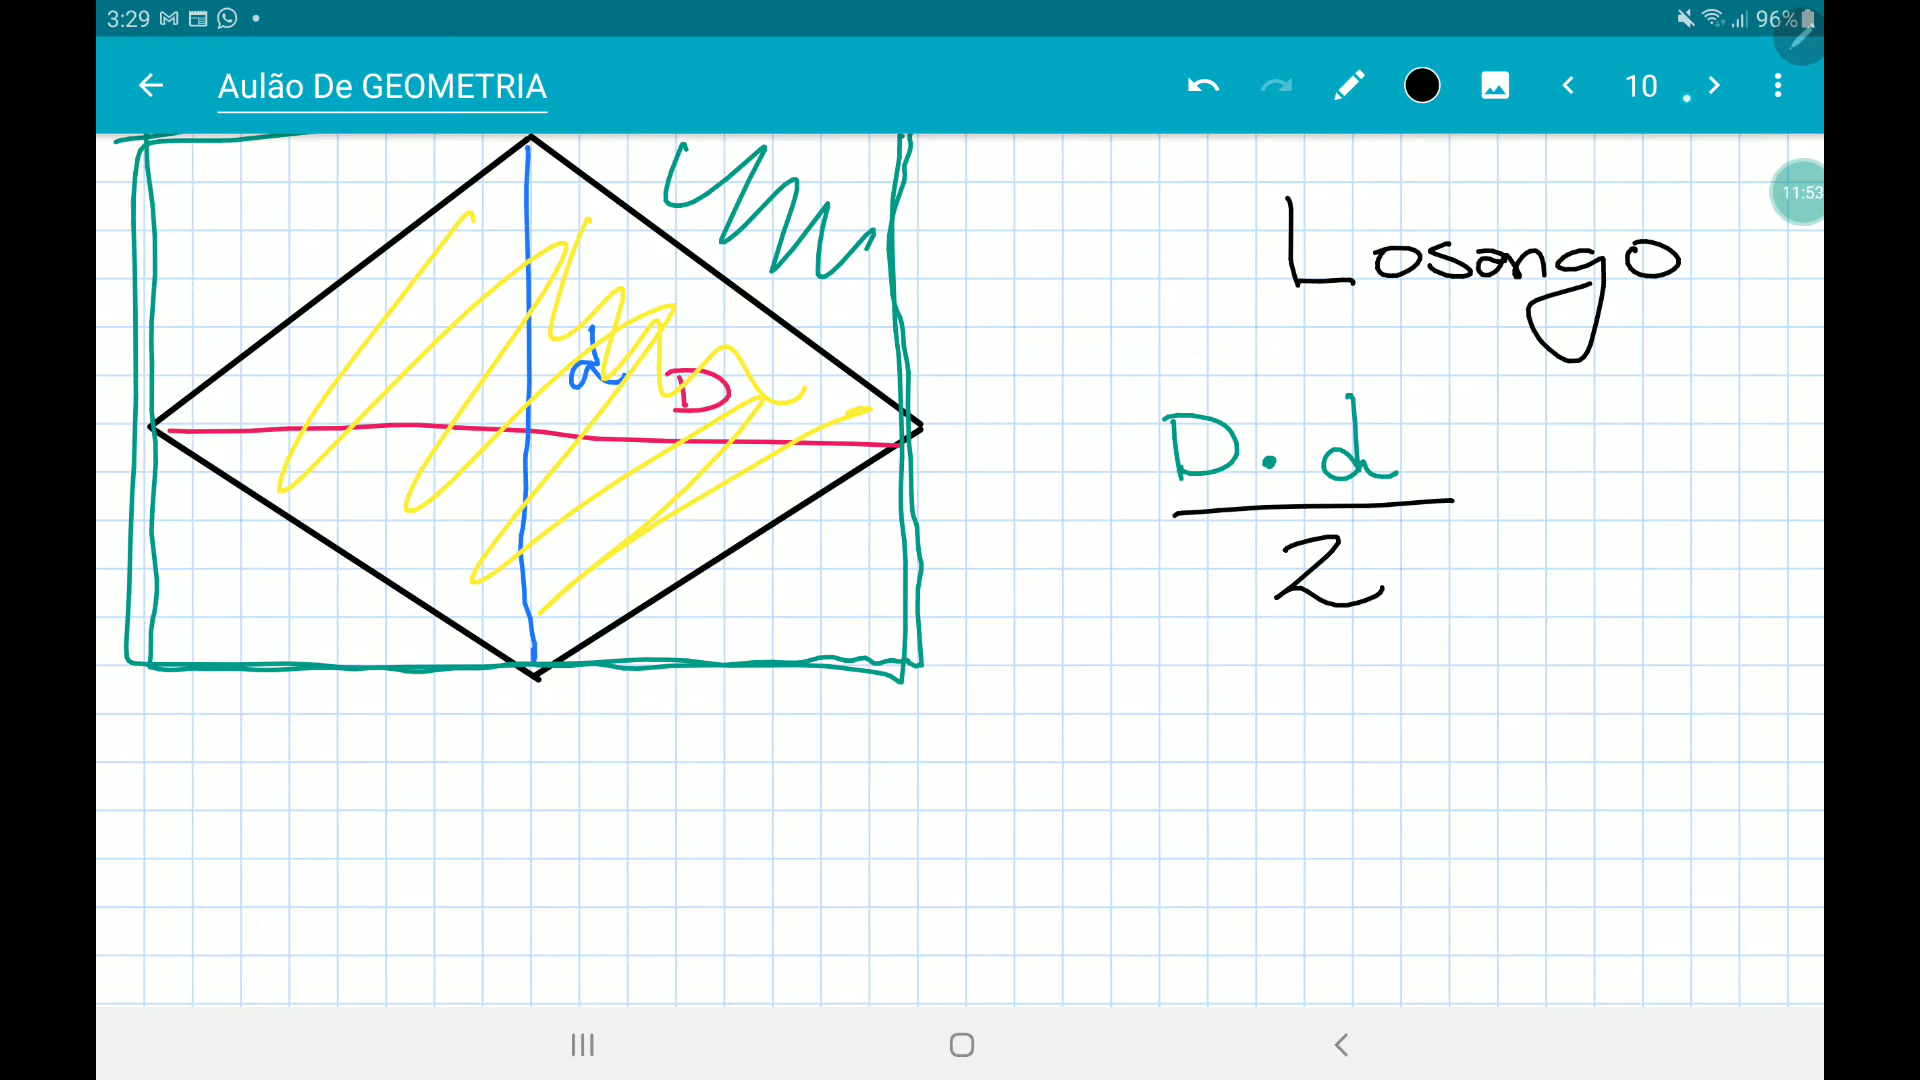 3:29
96%
Aulão De GEOMETRIA
10
11:53
Losango
d
D
D. d
2